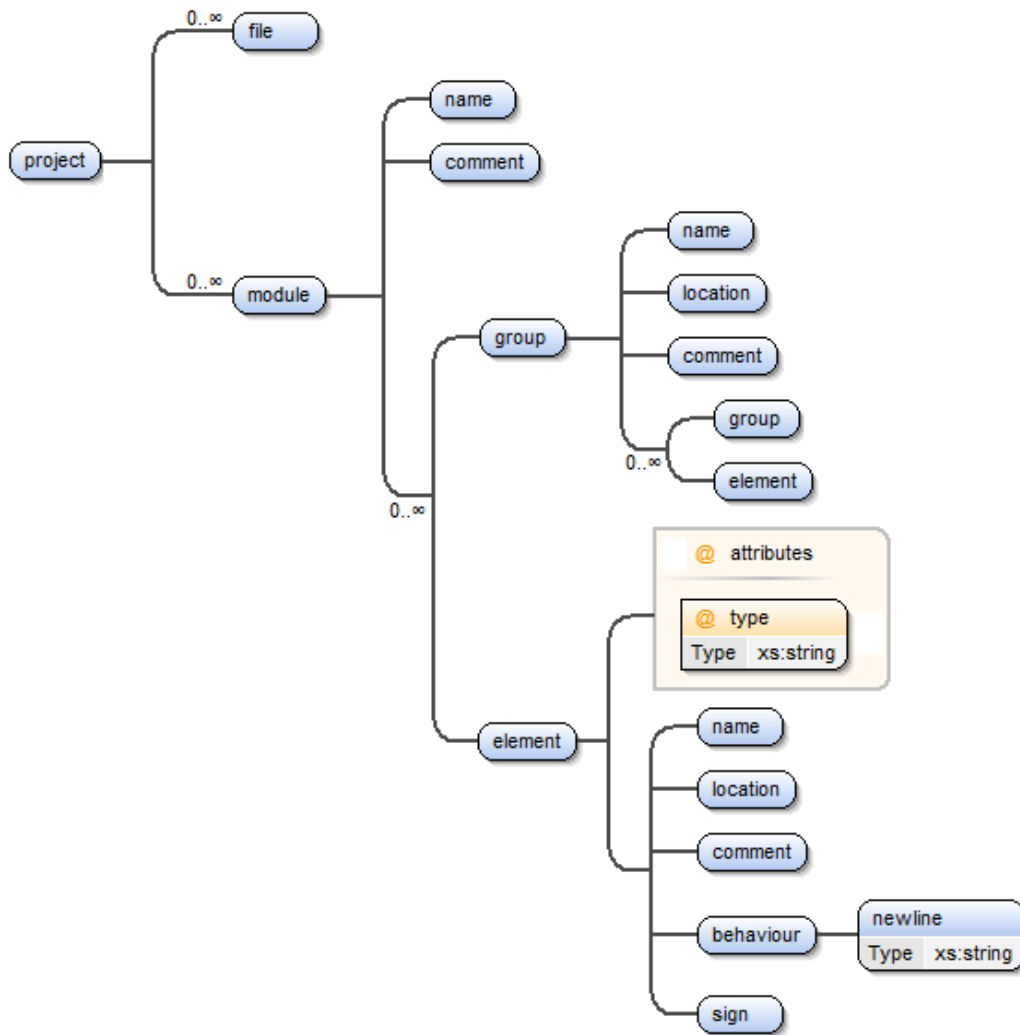 0..∞
file
name
comment
project
name
location
0..∞
module
group
comment
group
0..∞
element
0..∞
@ attributes
@ type
Type xs:string
name
element
location
comment
newline
behaviour
Type xs:string
sign